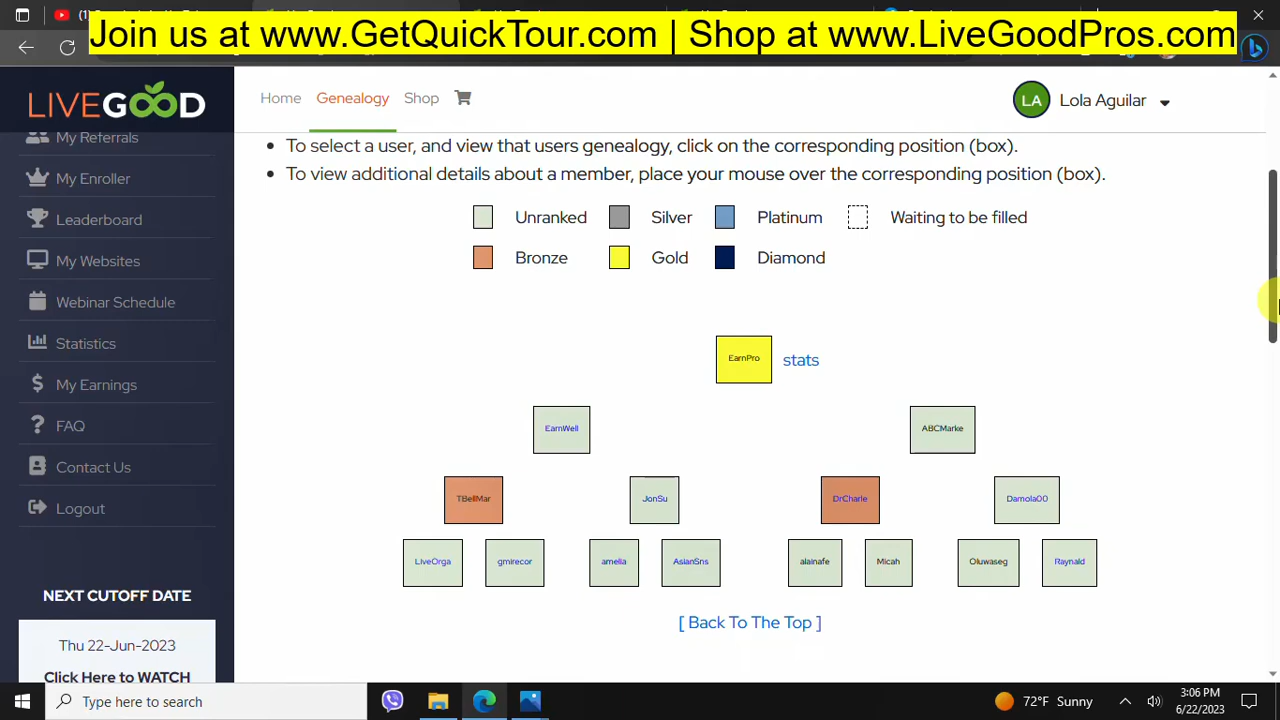 Join us at www.GetQuickTour.com | Shop at www.LiveGoodPros.com
LIVEGOOD
Home Genealogy Shop
LA Lola Aguilar
My Referrals
My Enroller
Leaderboard
My Websites
Webinar Schedule
Statistics
My Earnings
FAQ
Contact Us
Logout
NEXT CUTOFF DATE
Thu 22-Jun-2023
Click Here to WATCH
To select a user, and view that users genealogy, click on the corresponding position (box).
To view additional details about a member, place your mouse over the corresponding position (box).
Unranked Silver Platinum Waiting to be filled
Bronze Gold Diamond
EarnPro stats
EarnWell ABCMarke
TBellMar JonSu DrCharle Damola00
LiveOrga gmirecor amelia AsianSns alainafe Micah Oluwaseg Raynald
[ Back To The Top ]
Type here to search
72°F Sunny
3:06 PM
6/22/2023